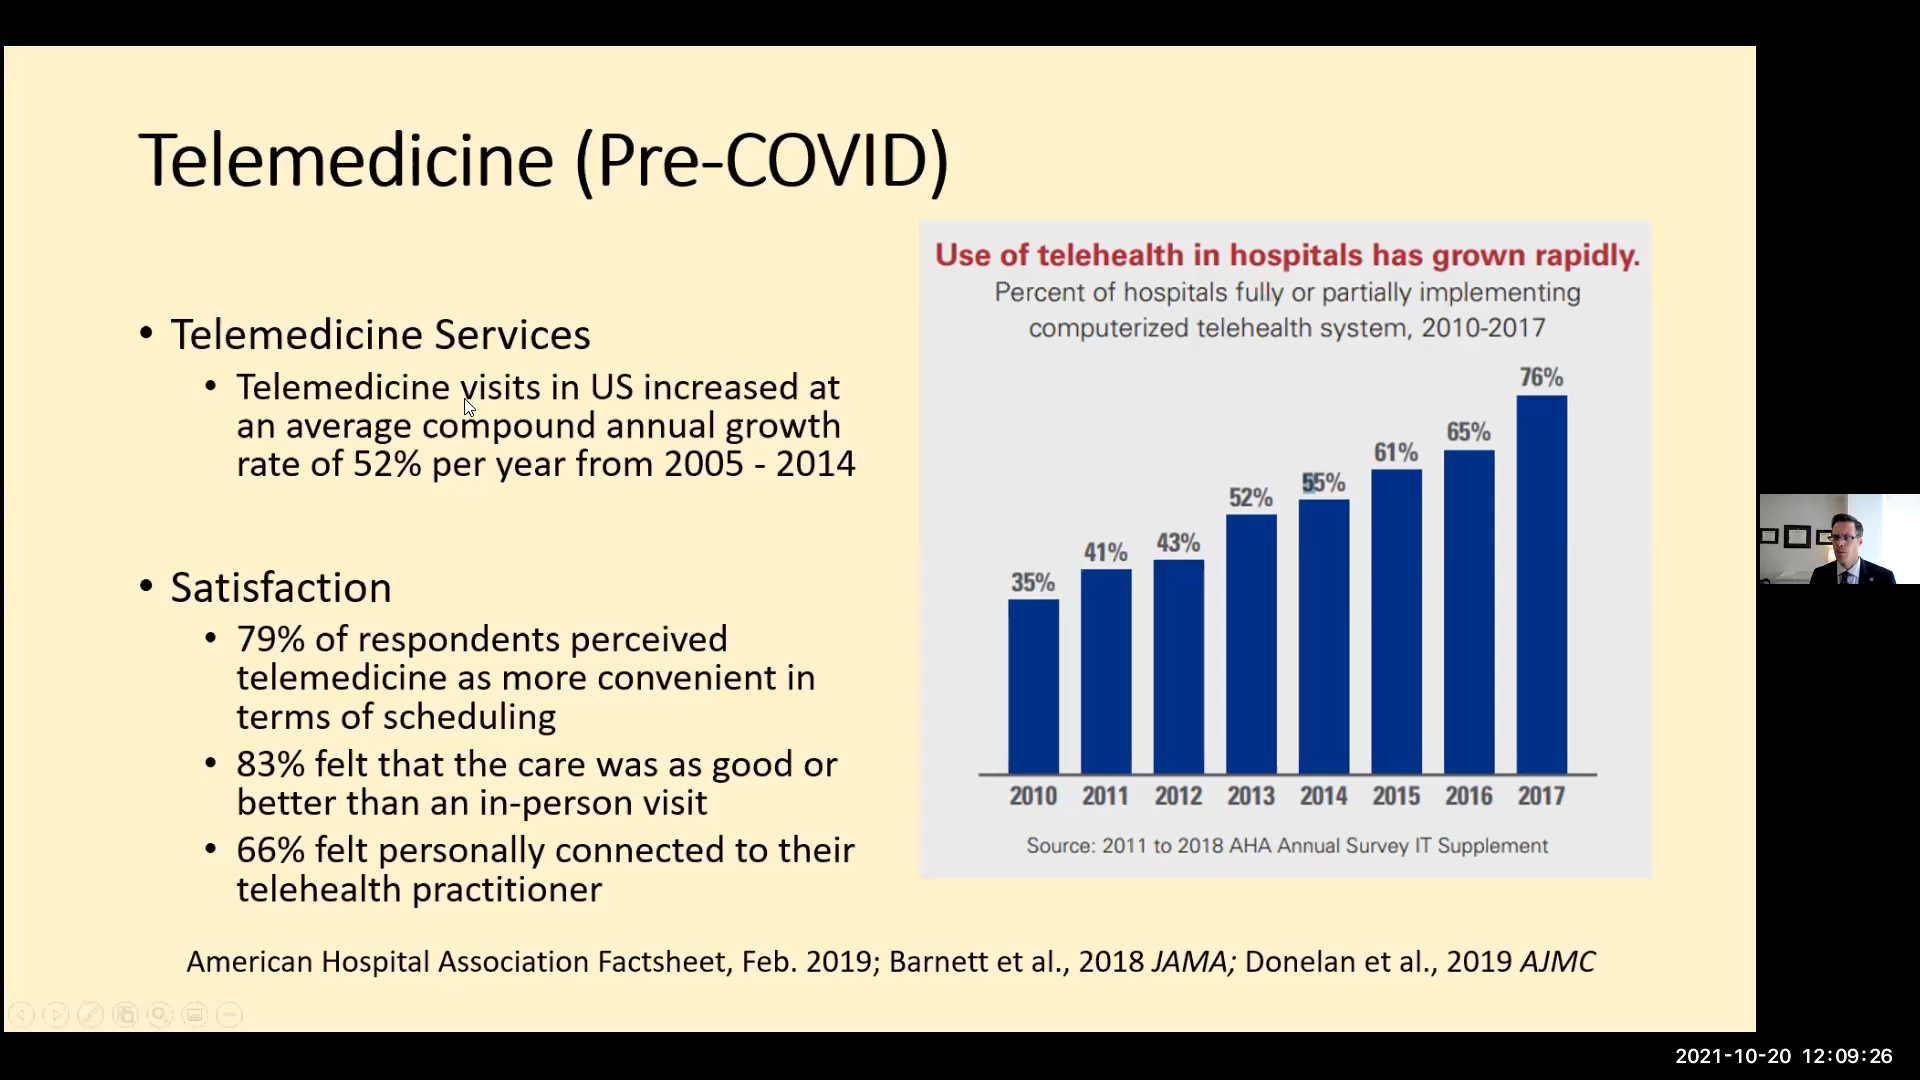 Telemedicine (Pre-COVID)
• Telemedicine Services
• Telemedicine visits in US increased at
an average compound annual growth
rate of 52% per year from 2005 - 2014
• Satisfaction
• 79% of respondents perceived
telemedicine as more convenient in
terms of scheduling
• 83% felt that the care was as good or
better than an in-person visit
• 66% felt personally connected to their
telehealth practitioner
Use of telehealth in hospitals has grown rapidly.
Percent of hospitals fully or partially implementing
computerized telehealth system, 2010-2017
35%
41%
43%
52%
55%
61%
65%
76%
2010 2011 2012 2013 2014 2015 2016 2017
Source: 2011 to 2018 AHA Annual Survey IT Supplement
American Hospital Association Factsheet, Feb. 2019; Barnett et al., 2018 JAMA; Donelan et al., 2019 AJMC
2021-10-20 12:09:26